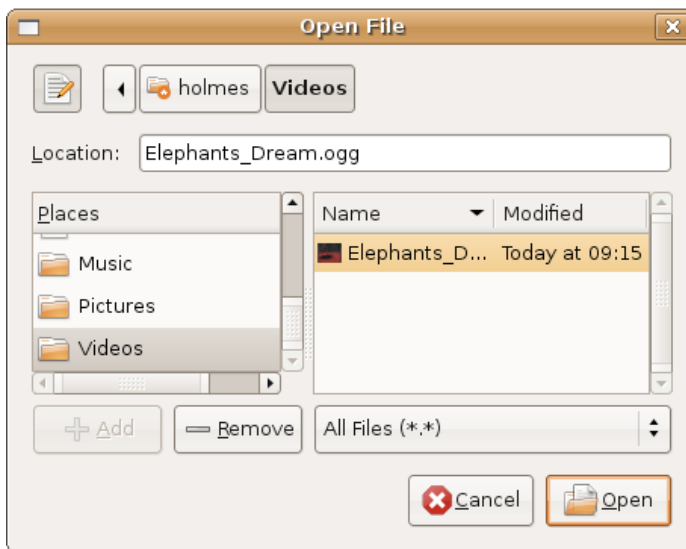 Open File
holmes Videos
Location: Elephants_Dream.ogg
Places
Music
Pictures
Videos
Name Modified
Elephants_D... Today at 09:15
Add Remove All Files (*.*)
Cancel Open